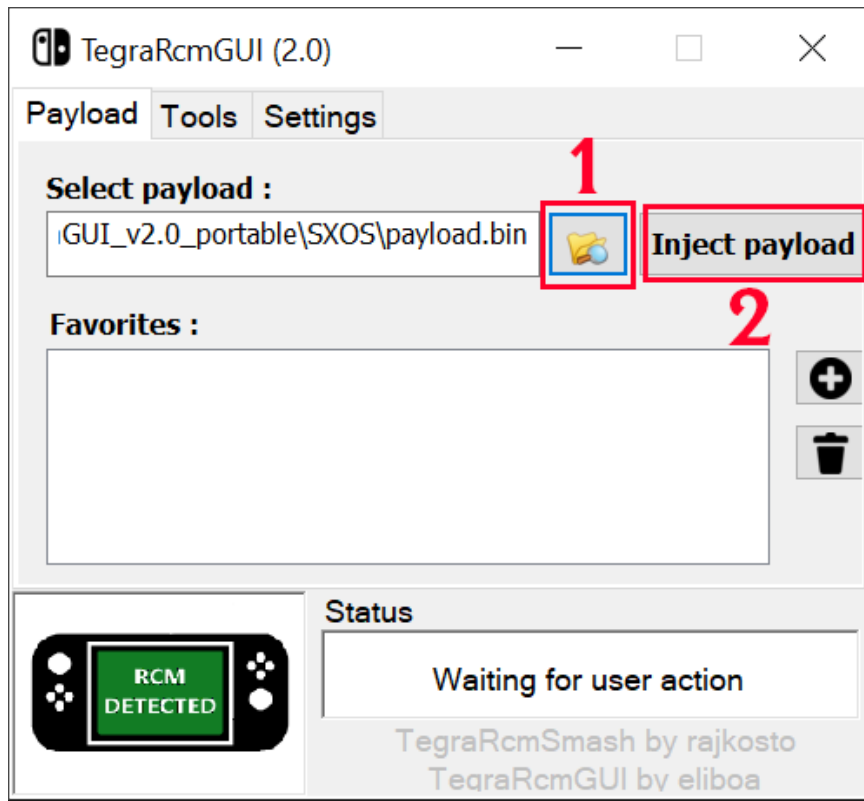 TegraRcmGUI (2.0)
Payload Tools Settings
1
Select payload :
GUI_v2.0_portable\SXOS\payload.bin
Inject payload
2
Favorites :
Status
RCM
DETECTED
Waiting for user action
TegraRcmSmash by rajkosto
TegraRcmGUI by eliboa